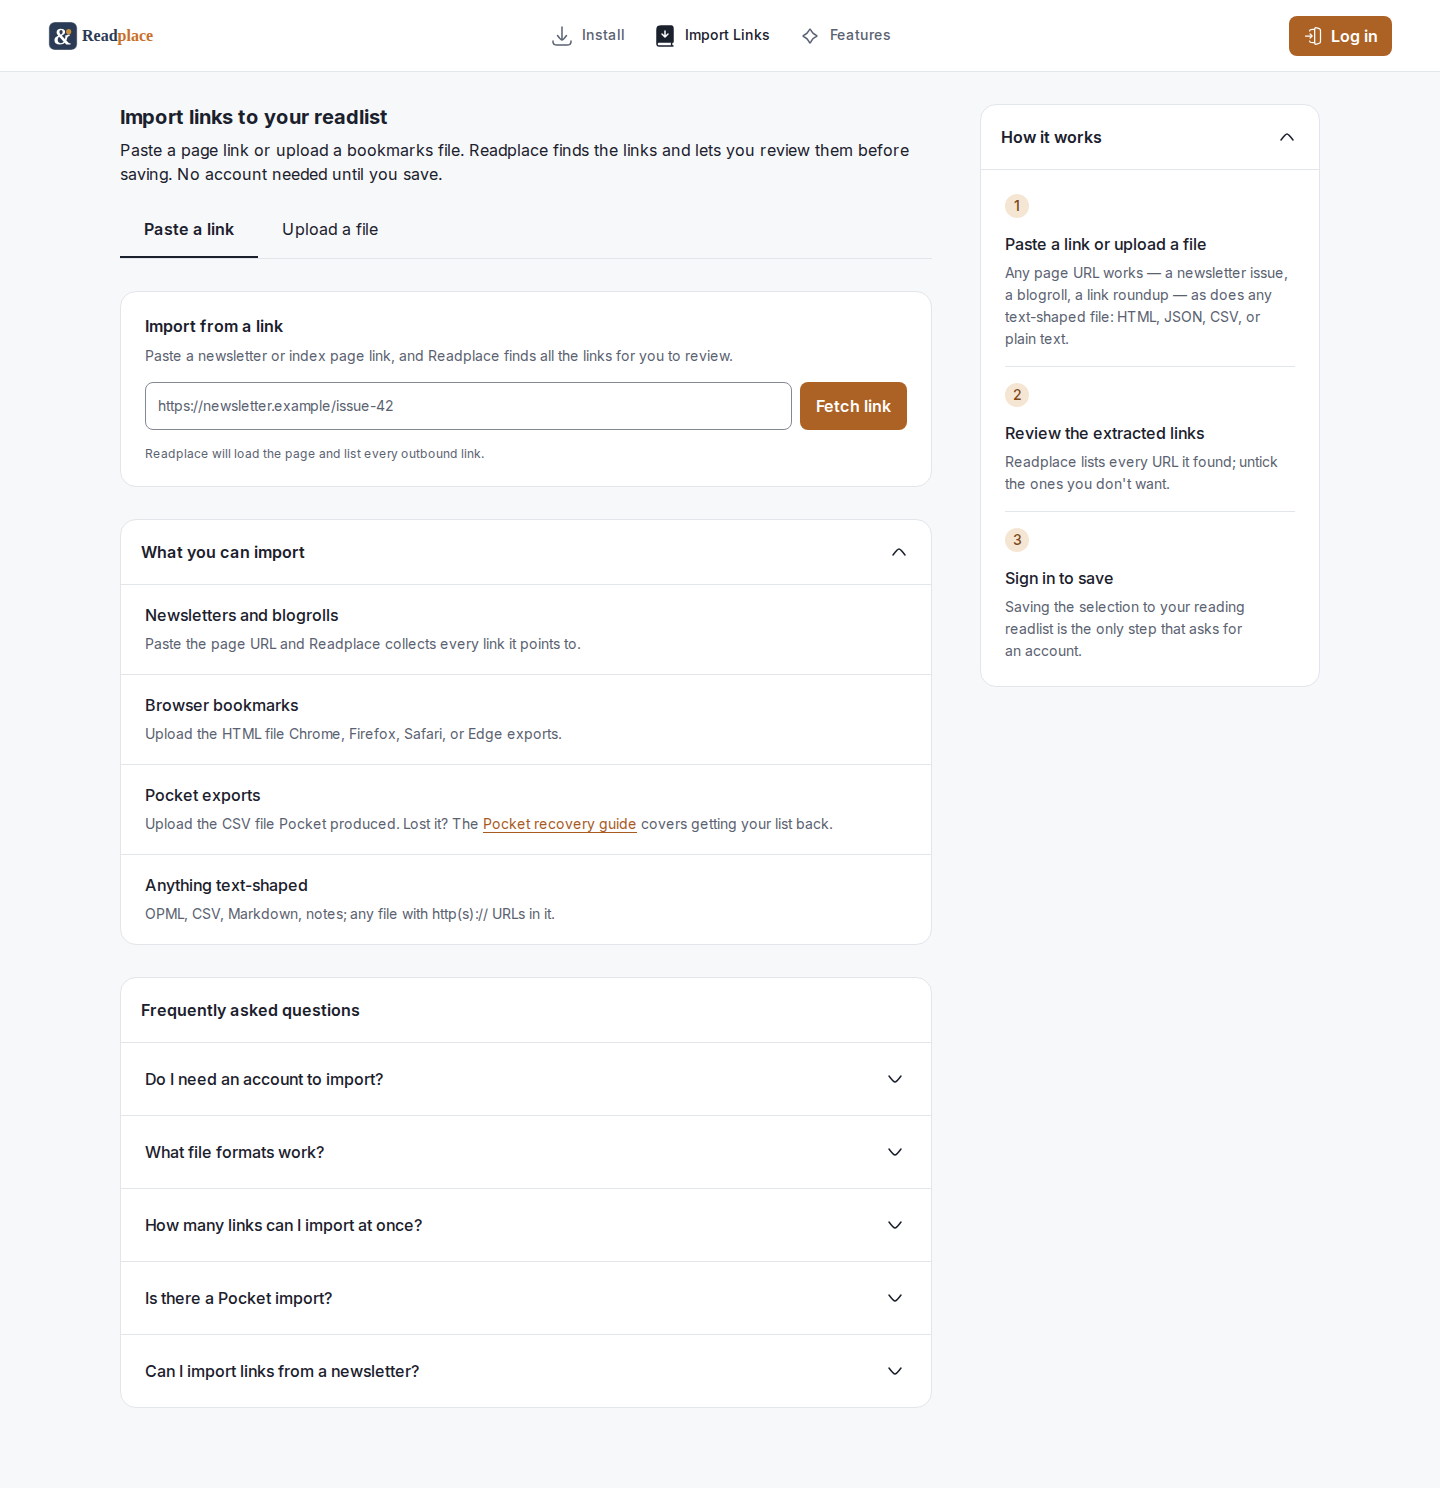 & Readplace
Install
Import Links
Features
Log in
Import links to your readlist
Paste a page link or upload a bookmarks file. Readplace finds the links and lets you review them before
saving. No account needed until you save.
Paste a link
Upload a file
Import from a link
Paste a newsletter or index page link, and Readplace finds all the links for you to review.
https://newsletter.example/issue-42
Fetch link
Readplace will load the page and list every outbound link.
What you can import
Newsletters and blogrolls
Paste the page URL and Readplace collects every link it points to.
Browser bookmarks
Upload the HTML file Chrome, Firefox, Safari, or Edge exports.
Pocket exports
Upload the CSV file Pocket produced. Lost it? The Pocket recovery guide covers getting your list back.
Anything text-shaped
OPML, CSV, Markdown, notes; any file with http(s):// URLs in it.
Frequently asked questions
Do I need an account to import?
What file formats work?
How many links can I import at once?
Is there a Pocket import?
Can I import links from a newsletter?
How it works
1
Paste a link or upload a file
Any page URL works — a newsletter issue,
a blogroll, a link roundup — as does any
text-shaped file: HTML, JSON, CSV, or
plain text.
2
Review the extracted links
Readplace lists every URL it found; untick
the ones you don't want.
3
Sign in to save
Saving the selection to your reading
readlist is the only step that asks for
an account.